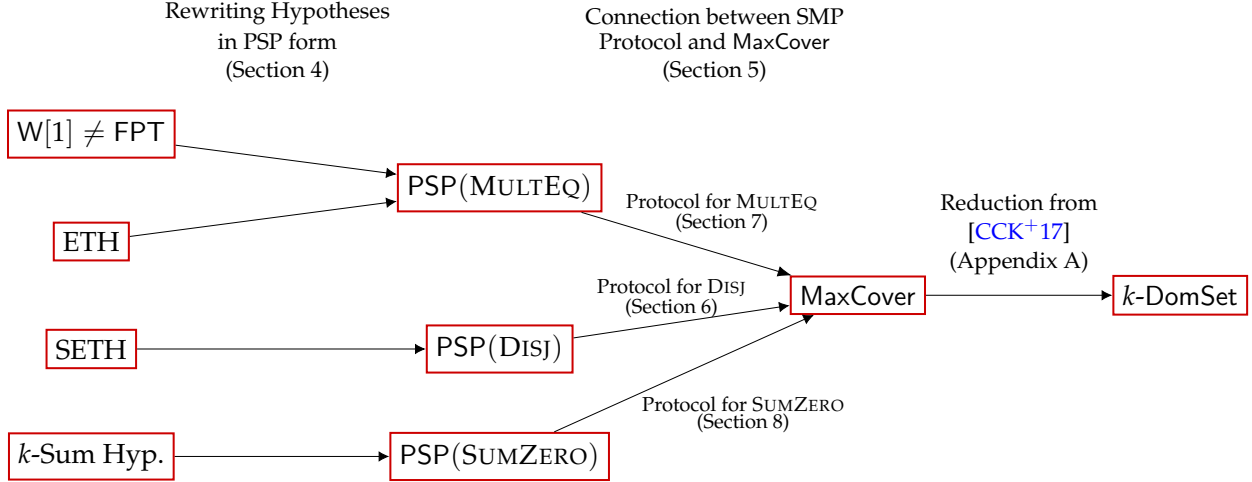 Rewriting Hypotheses
in PSP form
(Section 4)
Connection between SMP
Protocol and MaxCover
(Section 5)
W[1] ≠ FPT
ETH
SETH
k-Sum Hyp.
PSP(MULTEQ)
PSP(DISJ)
PSP(SUMZERO)
Protocol for MULTEQ
(Section 7)
Protocol for DISJ
(Section 6)
Protocol for SUMZERO
(Section 8)
MaxCover
Reduction from
[CCK+17]
(Appendix A)
k-DomSet